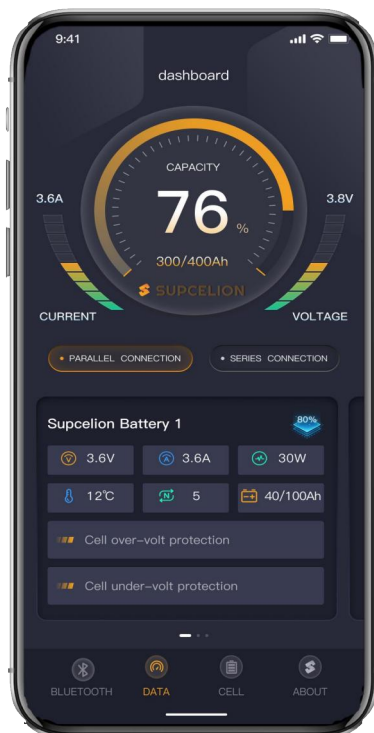 9:41
dashboard
CAPACITY
3.6A
76 %
3.8V
300/400Ah
SUPCELION
CURRENT
VOLTAGE
• PARALLEL CONNECTION
• SERIES CONNECTION
Supcelion Battery 1
80%
3.6V
3.6A
30W
12℃
N
5
40/100Ah
Cell over-volt protection
Cell under-volt protection
BLUETOOTH
DATA
CELL
ABOUT